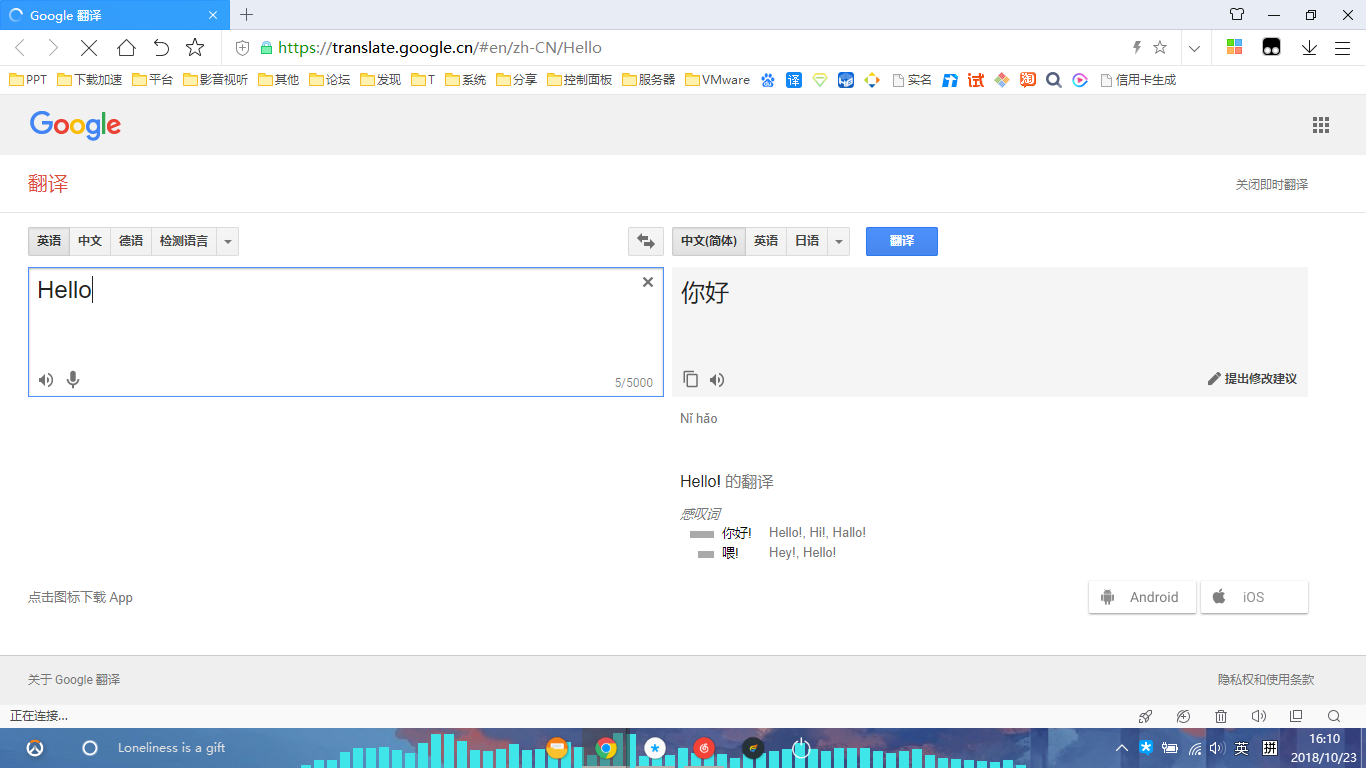 Google 翻译
https://translate.google.cn/#en/zh-CN/Hello
PPT 下载加速 平台 影音视听 其他 论坛 发现 T 系统 分享 控制面板 服务器 VMware 译 实名 试 淘 信用卡生成
Google
翻译 关闭即时翻译
英语 中文 德语 检测语言 中文(简体) 英语 日语 翻译
Hello 你好
5/5000 提出修改建议
Nǐ hǎo
Hello! 的翻译
感叹词
你好! Hello!, Hi!, Hallo!
喂! Hey!, Hello!
点击图标下载 App Android iOS
关于 Google 翻译 隐私权和使用条款
正在连接...
Loneliness is a gift 英 拼 16:10
2018/10/23